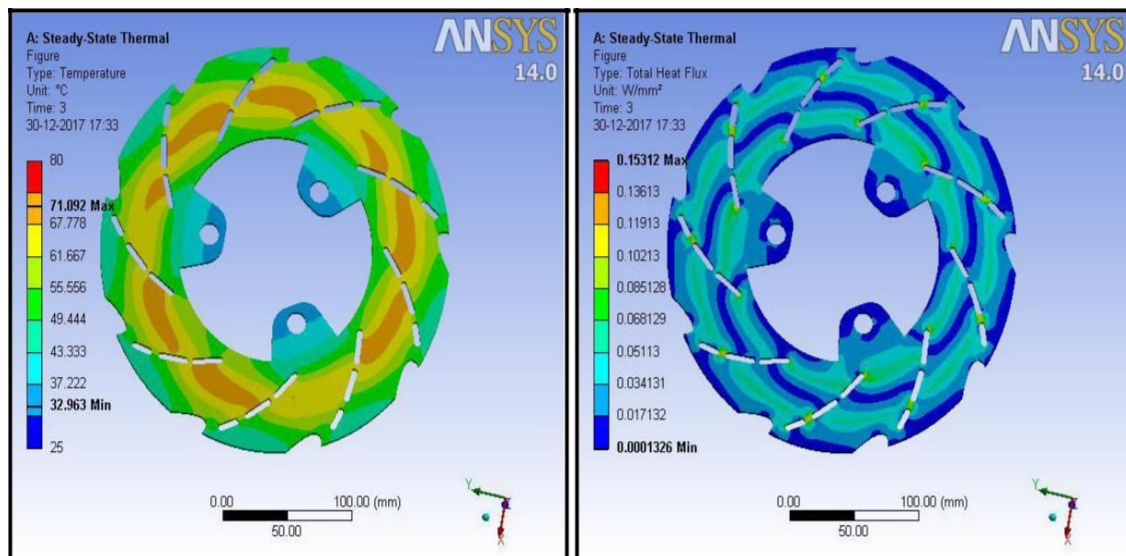 ANSYS
14.0
A: Steady-State Thermal
Figure
Type: Temperature
Unit: °C
Time: 3
30-12-2017 17:33
80
71.092 Max
67.778
61.667
55.556
49.444
43.333
37.222
32.963 Min
25
0.00
100.00 (mm)
50.00
Y
Z
X
ANSYS
14.0
A: Steady-State Thermal
Figure
Type: Total Heat Flux
Unit: W/mm²
Time: 3
30-12-2017 17:33
0.15312 Max
0.13613
0.11913
0.10213
0.085128
0.068129
0.05113
0.034131
0.017132
0.0001326 Min
0.00
100.00 (mm)
50.00
Y
Z
X